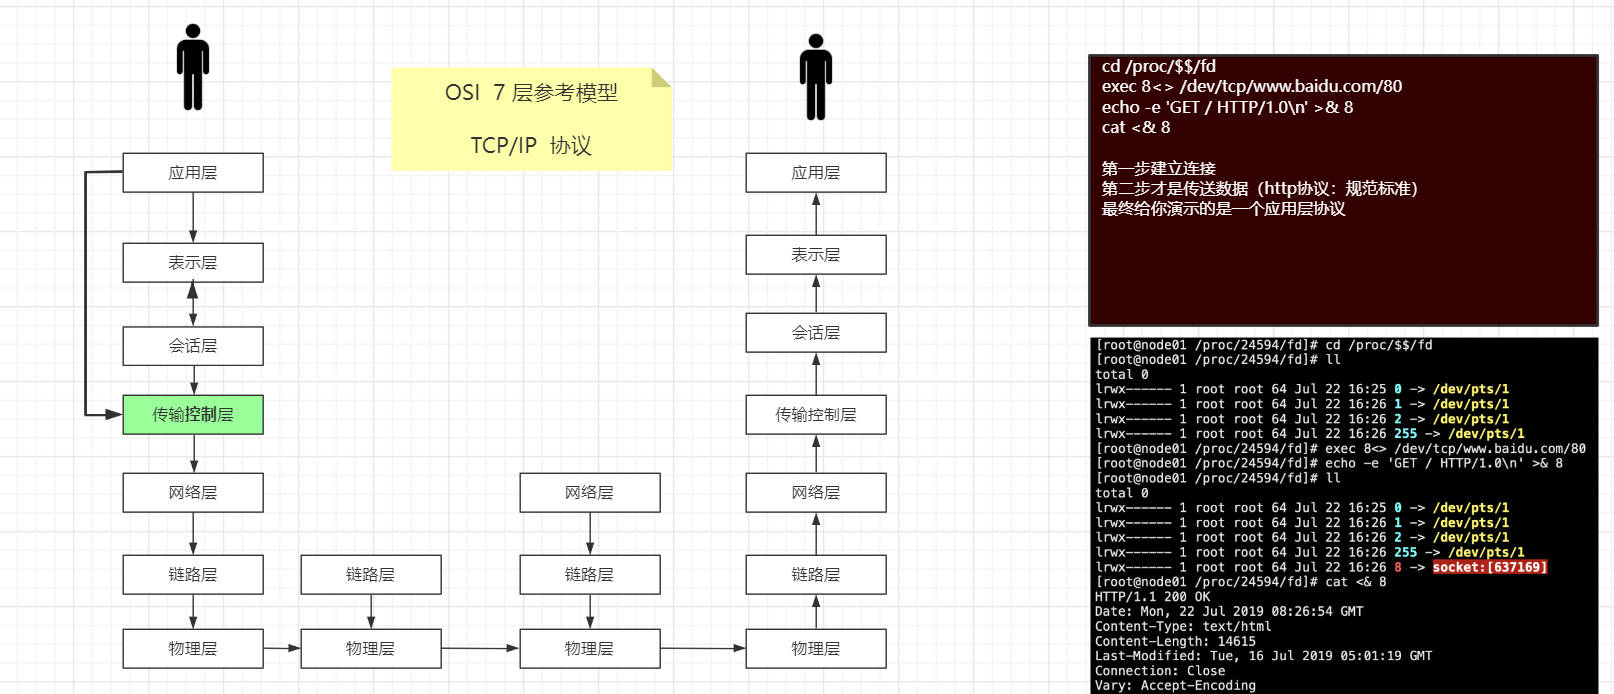 OSI 7 层参考模型
TCP/IP 协议
应用层
表示层
会话层
传输控制层
网络层
链路层
物理层
链路层
物理层
网络层
链路层
物理层
应用层
表示层
会话层
传输控制层
网络层
链路层
物理层
cd /proc/$$/fd
exec 8<> /dev/tcp/www.baidu.com/80
echo -e 'GET / HTTP/1.0\n' >& 8
cat <& 8
第一步建立连接
第二步才是传送数据（http协议：规范标准）
最终给你演示的是一个应用层协议
[root@node01 /proc/24594/fd]# cd /proc/$$/fd
[root@node01 /proc/24594/fd]# ll
total 0
lrwx------ 1 root root 64 Jul 22 16:25 0 -> /dev/pts/1
lrwx------ 1 root root 64 Jul 22 16:26 1 -> /dev/pts/1
lrwx------ 1 root root 64 Jul 22 16:26 2 -> /dev/pts/1
lrwx------ 1 root root 64 Jul 22 16:26 255 -> /dev/pts/1
[root@node01 /proc/24594/fd]# exec 8<> /dev/tcp/www.baidu.com/80
[root@node01 /proc/24594/fd]# echo -e 'GET / HTTP/1.0\n' >& 8
[root@node01 /proc/24594/fd]# ll
total 0
lrwx------ 1 root root 64 Jul 22 16:25 0 -> /dev/pts/1
lrwx------ 1 root root 64 Jul 22 16:26 1 -> /dev/pts/1
lrwx------ 1 root root 64 Jul 22 16:26 2 -> /dev/pts/1
lrwx------ 1 root root 64 Jul 22 16:26 255 -> /dev/pts/1
lrwx------ 1 root root 64 Jul 22 16:26 8 -> socket:[637169]
[root@node01 /proc/24594/fd]# cat <& 8
HTTP/1.1 200 OK
Date: Mon, 22 Jul 2019 08:26:54 GMT
Content-Type: text/html
Content-Length: 14615
Last-Modified: Tue, 16 Jul 2019 05:01:19 GMT
Connection: Close
Vary: Accept-Encoding